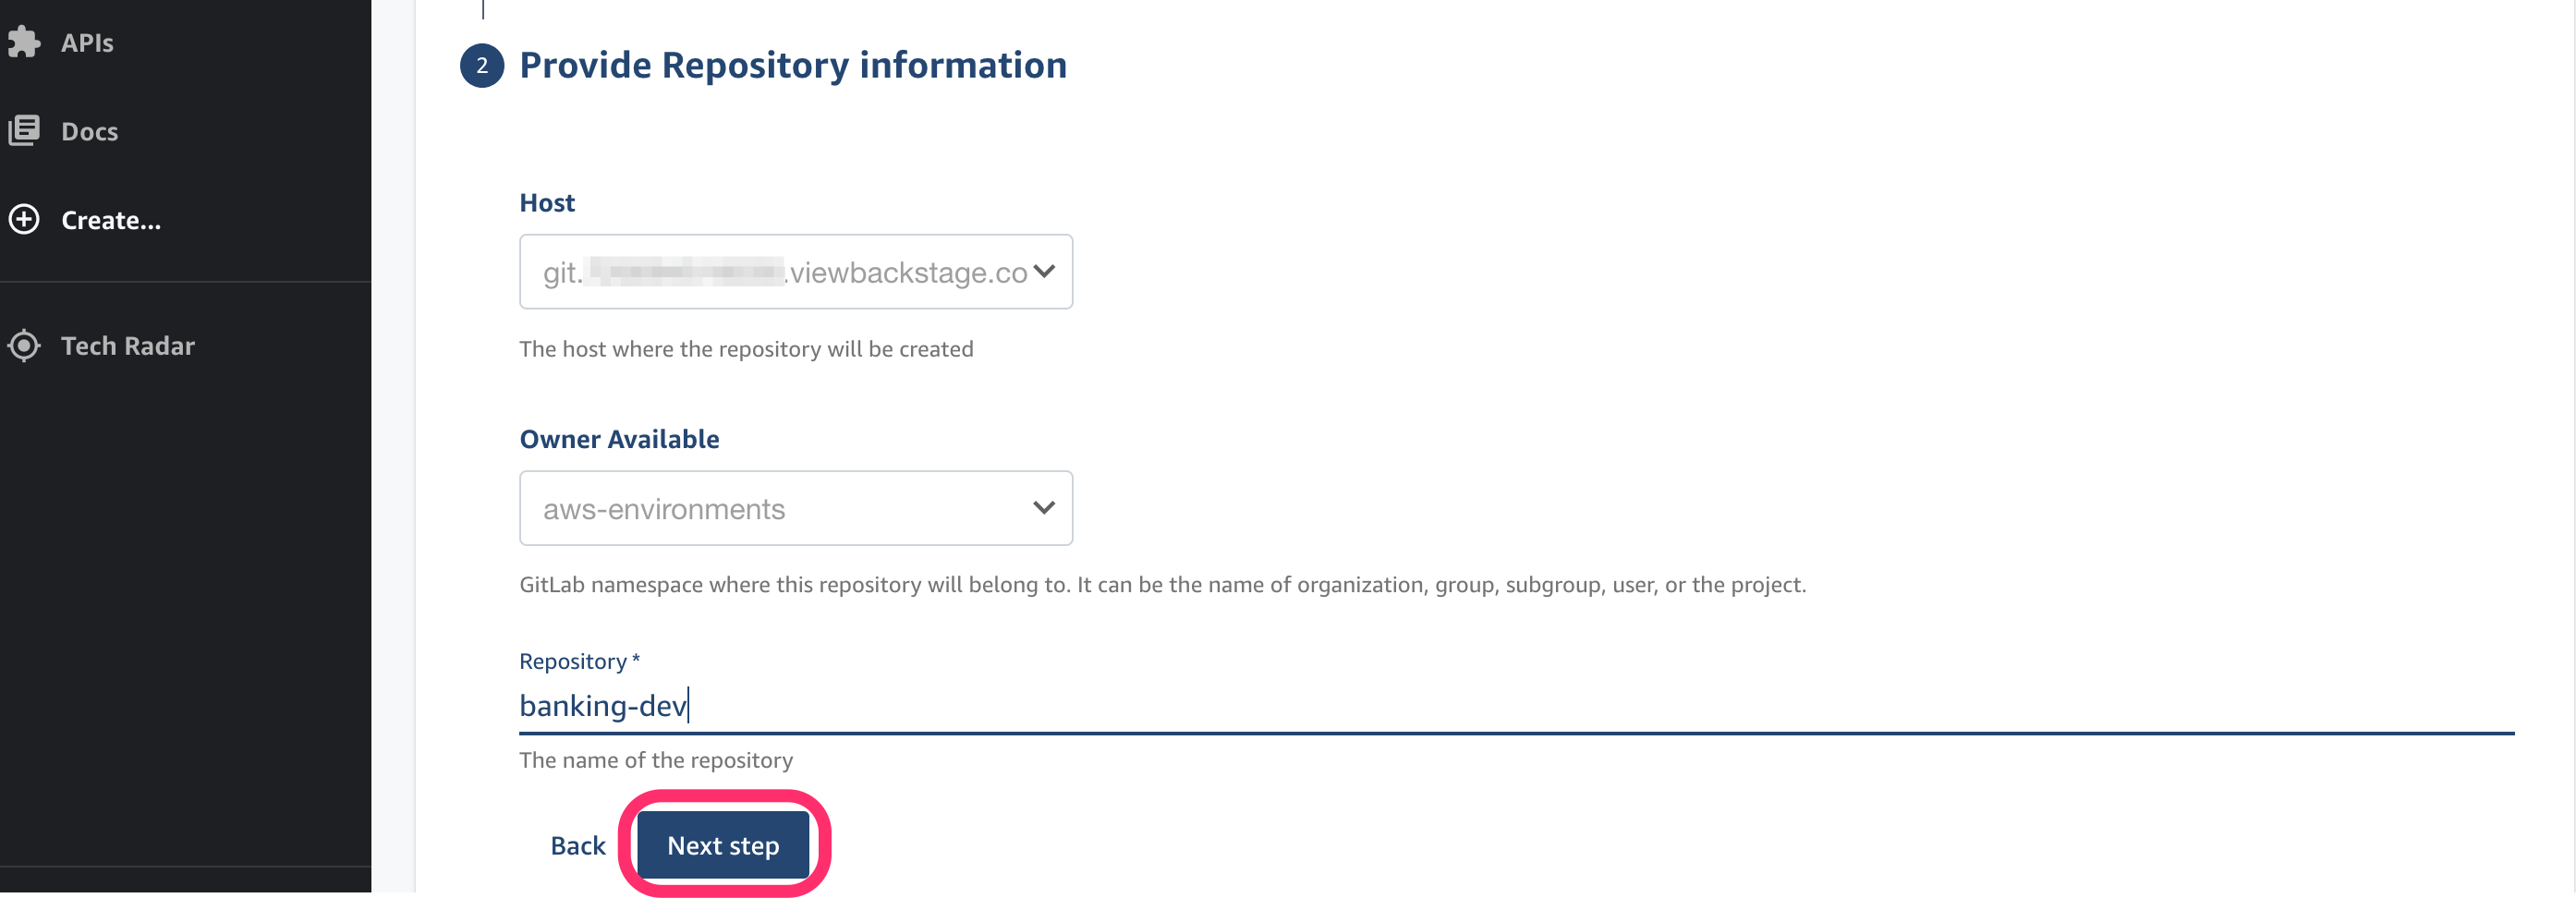 APIs
Docs
Create...
Tech Radar
2 Provide Repository information
Host
git. .viewbackstage.co
The host where the repository will be created
Owner Available
aws-environments
GitLab namespace where this repository will belong to. It can be the name of organization, group, subgroup, user, or the project.
Repository *
banking-dev
The name of the repository
Back Next step